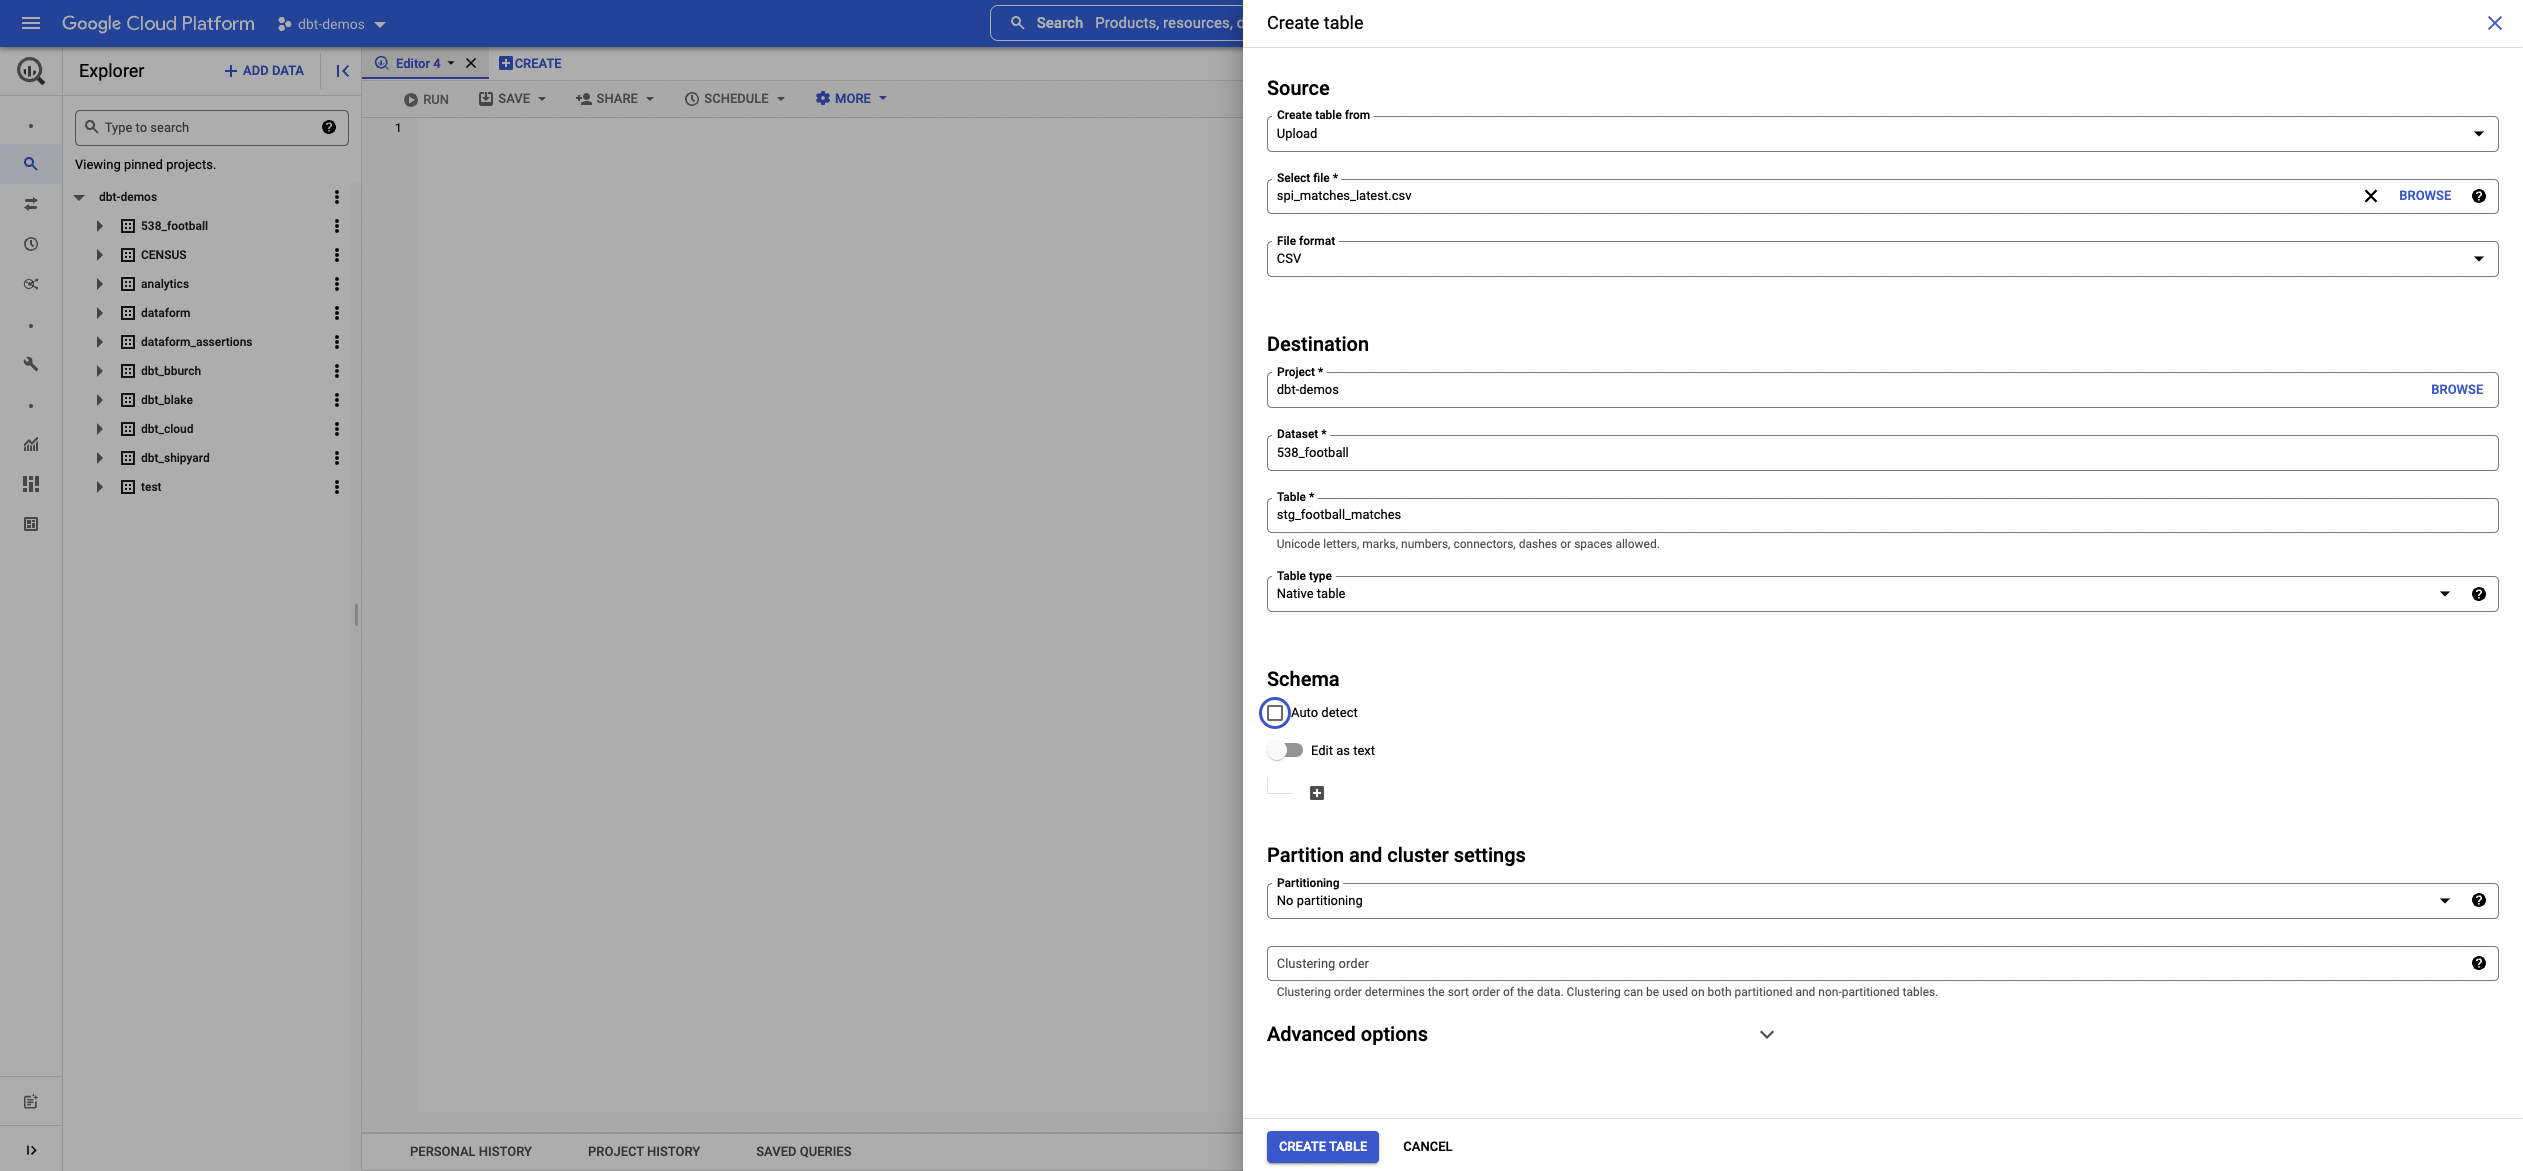 Google Cloud Platform
dbt-demos
Search Products, resources, d
Explorer
ADD DATA
Type to search
Viewing pinned projects.
dbt-demos
538_football
CENSUS
analytics
dataform
dataform_assertions
dbt_bburch
dbt_blake
dbt_cloud
dbt_shipyard
test
Editor 4
CREATE
RUN
SAVE
SHARE
SCHEDULE
MORE
1
PERSONAL HISTORY
PROJECT HISTORY
SAVED QUERIES
Create table
Source
Create table from
Upload
Select file *
spi_matches_latest.csv
BROWSE
File format
CSV
Destination
Project *
dbt-demos
BROWSE
Dataset *
538_football
Table *
stg_football_matches
Unicode letters, marks, numbers, connectors, dashes or spaces allowed.
Table type
Native table
Schema
Auto detect
Edit as text
Partition and cluster settings
Partitioning
No partitioning
Clustering order
Clustering order determines the sort order of the data. Clustering can be used on both partitioned and non-partitioned tables.
Advanced options
CREATE TABLE
CANCEL